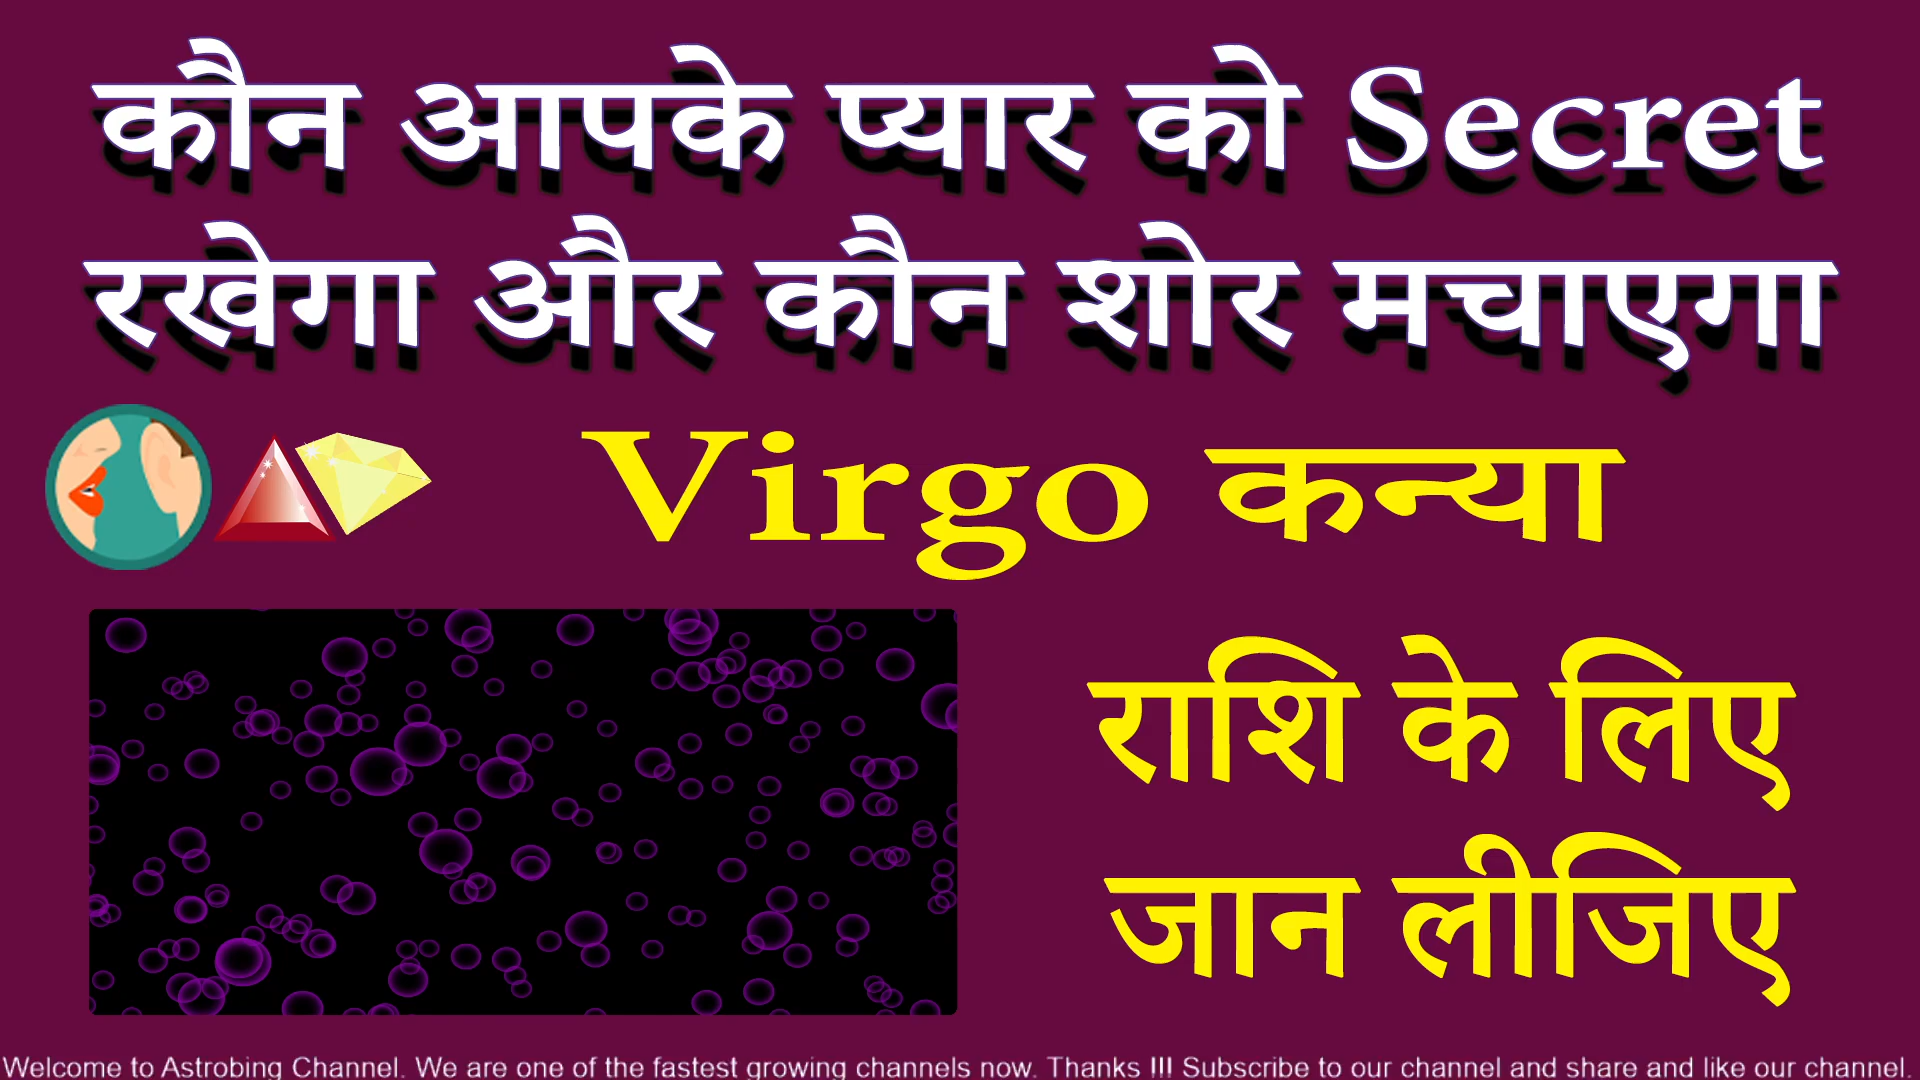 कौन आपके प्यार को Secret
रखेगा और कौन शोर मचाएगा
Virgo कन्या
राशि के लिए
जान लीजिए
Welcome to Astrobing Channel. We are one of the fastest growing channels now. Thanks !!! Subscribe to our channel and share and like our channel.